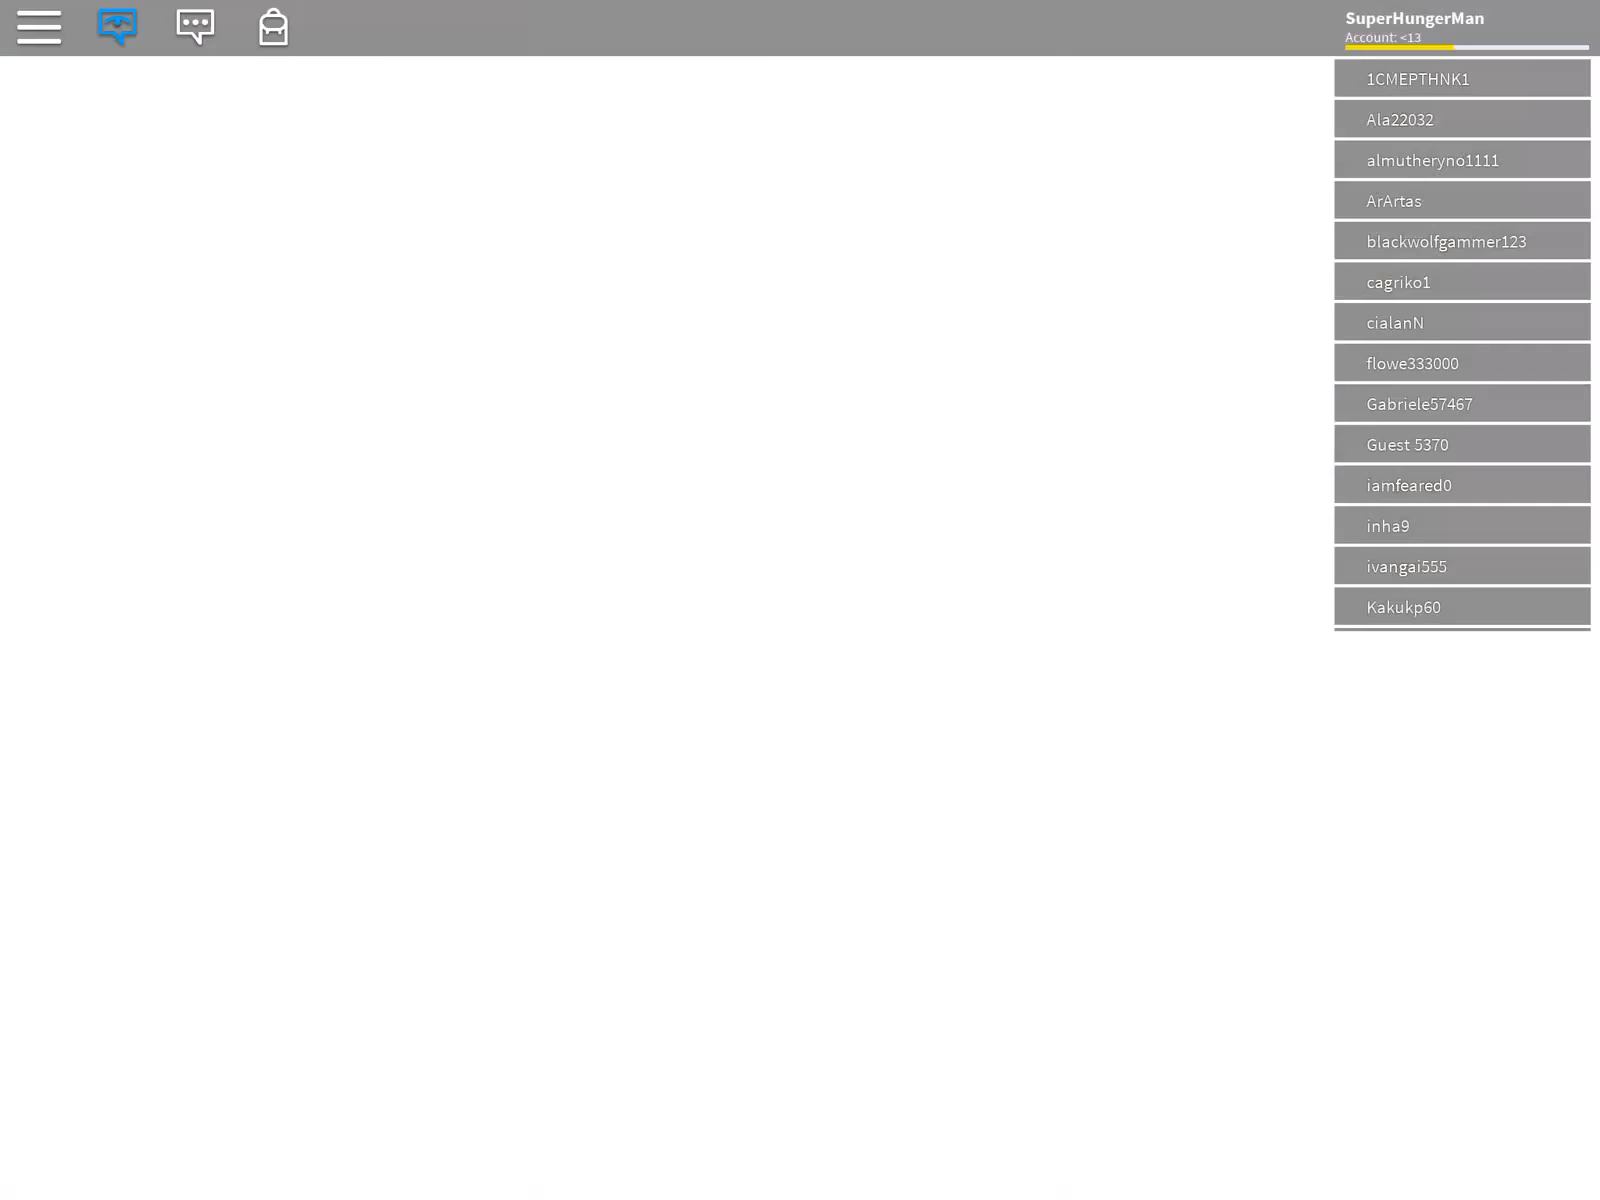 SuperHungerMan
Account: <13
1CMEPTHNK1
Ala22032
almutheryno1111
ArArtas
blackwolfgammer123
cagriko1
cialanN
flowe333000
Gabriele57467
Guest 5370
iamfeared0
inha9
ivangai555
Kakukp60